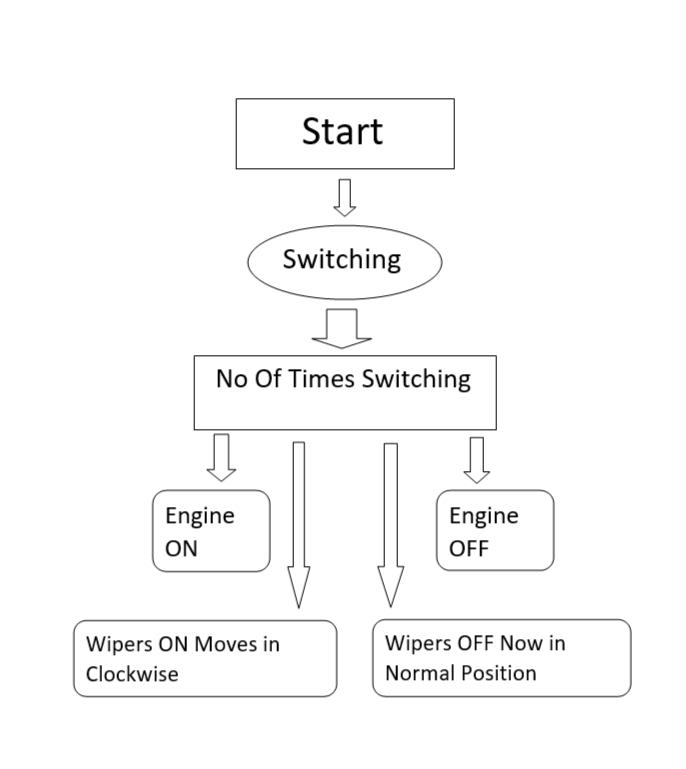 Start
Switching
No Of Times Switching
Engine
ON
Engine
OFF
Wipers ON Moves in
Clockwise
Wipers OFF Now in
Normal Position